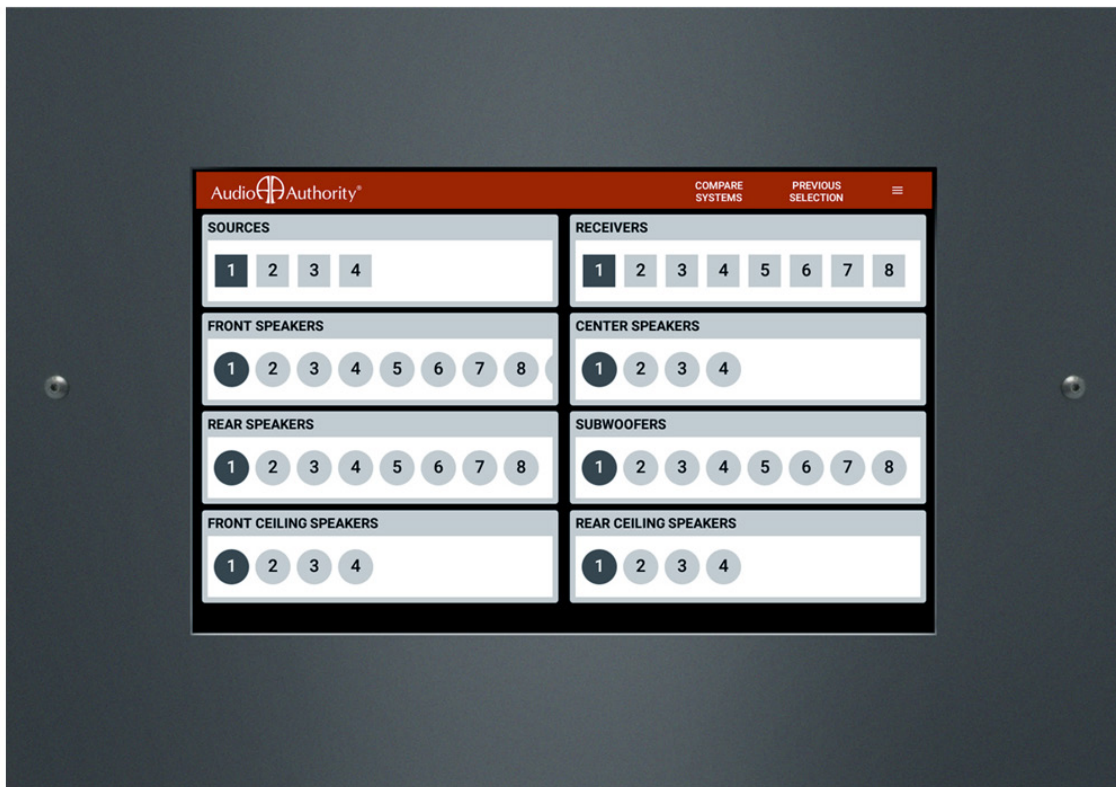 Audio AA Authority®
COMPARE
SYSTEMS
PREVIOUS
SELECTION
SOURCES
1 2 3 4
RECEIVERS
1 2 3 4 5 6 7 8
FRONT SPEAKERS
1 2 3 4 5 6 7 8
CENTER SPEAKERS
1 2 3 4
REAR SPEAKERS
1 2 3 4 5 6 7 8
SUBWOOFERS
1 2 3 4 5 6 7 8
FRONT CEILING SPEAKERS
1 2 3 4
REAR CEILING SPEAKERS
1 2 3 4